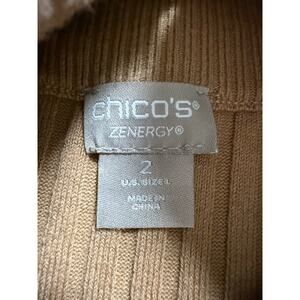 chico's®
ZENERGY®
2
U.S. SIZE L
MADE IN
CHINA